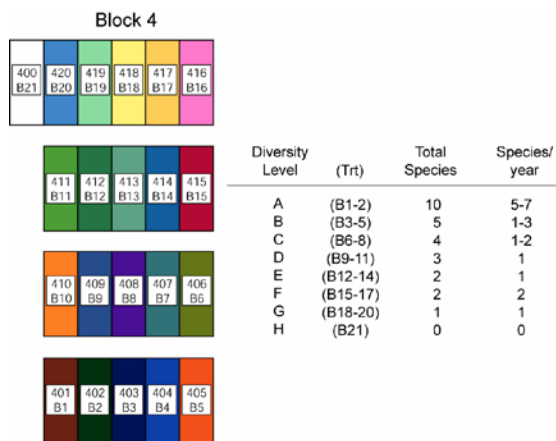 Block 4
400 420 419 418 417 416
B21 B20 B19 B18 B17 B16
411 412 413 414 415
B11 B12 B13 B14 B15
410 409 408 407 406
B10 B9 B8 B7 B6
401 402 403 404 405
B1 B2 B3 B4 B5
Diversity Level (Trt) Total Species Species/ year
A (B1-2) 10 5-7
B (B3-5) 5 1-3
C (B6-8) 4 1-2
D (B9-11) 3 1
E (B12-14) 2 1
F (B15-17) 2 2
G (B18-20) 1 1
H (B21) 0 0